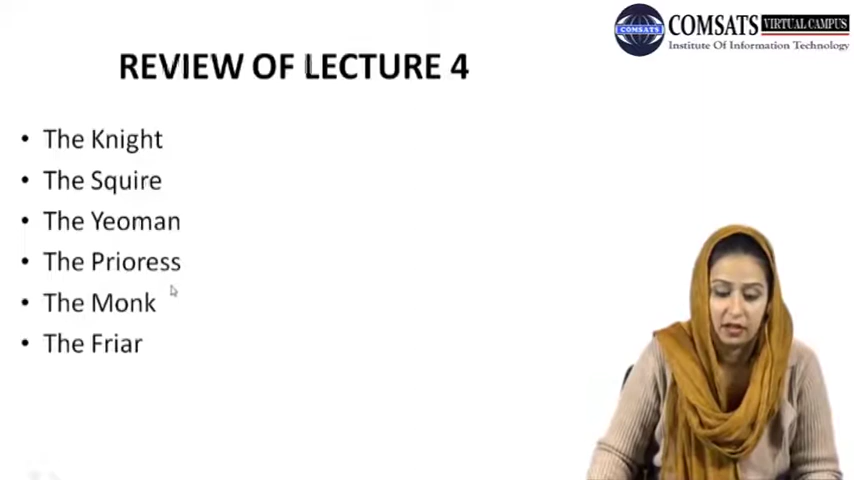 COMSATS VIRTUAL CAMPUS
COMSATS
Institute Of Information Technology
REVIEW OF LECTURE 4
• The Knight
• The Squire
• The Yeoman
• The Prioress
• The Monk
• The Friar